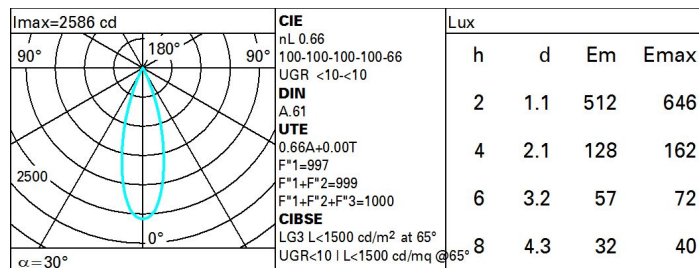 Imax=2586 cd
90° 180° 90°
2500
0°
α=30°
CIE
nL 0.66
100-100-100-100-66
UGR <10-<10
DIN
A.61
UTE
0.66A+0.00T
F"1=997
F"1+F"2=999
F"1+F"2+F"3=1000
CIBSE
LG3 L<1500 cd/m² at 65°
UGR<10 | L<1500 cd/mq @65°
Lux
h d Em Emax
2 1.1 512 646
4 2.1 128 162
6 3.2 57 72
8 4.3 32 40